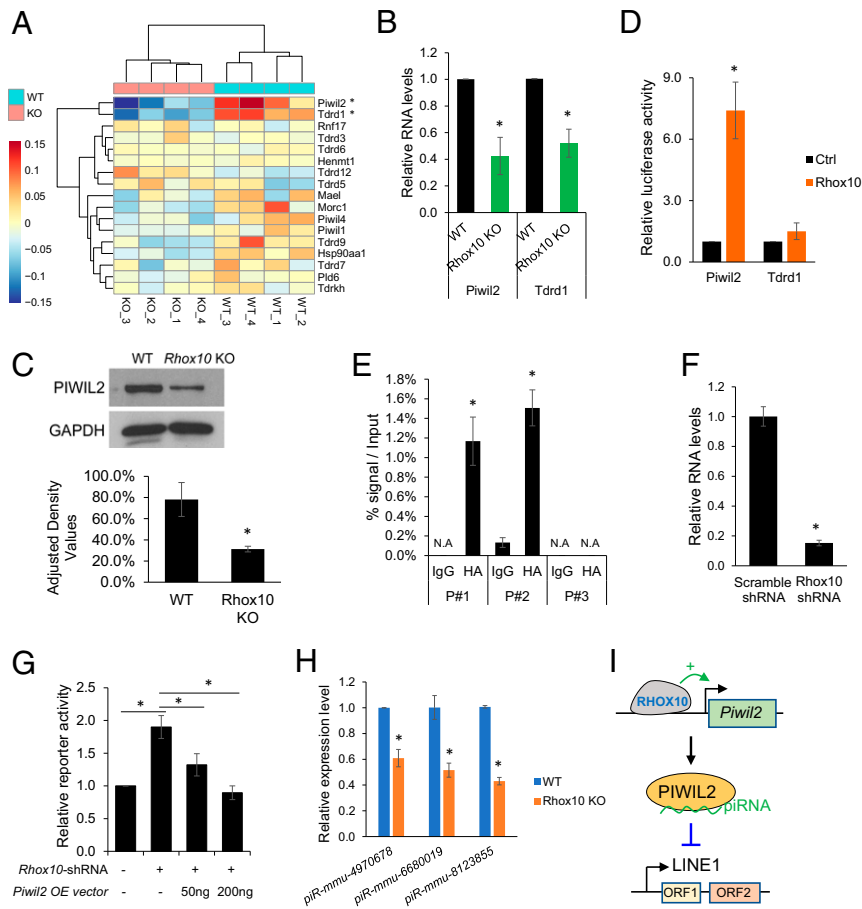 A
WT
KO
0.15
0.10
0.05
0
−0.05
−0.10
−0.15
Piwil2 *
Tdrd1 *
Rnf17
Tdrd3
Tdrd6
Henmt1
Tdrd12
Tdrd5
Mael
Morc1
Piwil4
Piwil1
Tdrd9
Hsp90aa1
Tdrd7
Pld6
Tdrkh
KO_3
KO_2
KO_1
KO_4
WT_3
WT_4
WT_1
WT_2
B
Relative RNA levels
1.2
1.0
0.8
0.6
0.4
0.2
0.0
*
*
WT
Rhox10 KO
WT
Rhox10 KO
Piwil2
Tdrd1
D
Relative luciferase activity
9.0
6.0
3.0
0.0
*
Ctrl
Rhox10
Piwil2
Tdrd1
C
WT Rhox10 KO
PIWIL2
GAPDH
Adjusted Density
Values
100.0%
80.0%
60.0%
40.0%
20.0%
0.0%
*
WT
Rhox10
KO
E
% signal / Input
1.8%
1.6%
1.4%
1.2%
1.0%
0.8%
0.6%
0.4%
0.2%
0.0%
*
*
N.A
N.A N.A
IgG HA IgG HA IgG HA
P#1 P#2 P#3
F
Relative RNA levels
1.2
1.0
0.8
0.6
0.4
0.2
0.0
*
Scramble
shRNA
Rhox10
shRNA
G
Relative reporter activity
2.5
2.0
1.5
1.0
0.5
0.0
*
*
*
Rhox10-shRNA - + + +
Piwil2 OE vector - - 50ng 200ng
H
Relative expression level
1.2
1.0
0.8
0.6
0.4
0.2
0.0
*
*
*
WT
Rhox10 KO
piR-mmu-4970678
piR-mmu-6680019
piR-mmu-8123855
I
+
RHOX10
Piwil2
PIWIL2
piRNA
LINE1
ORF1
ORF2